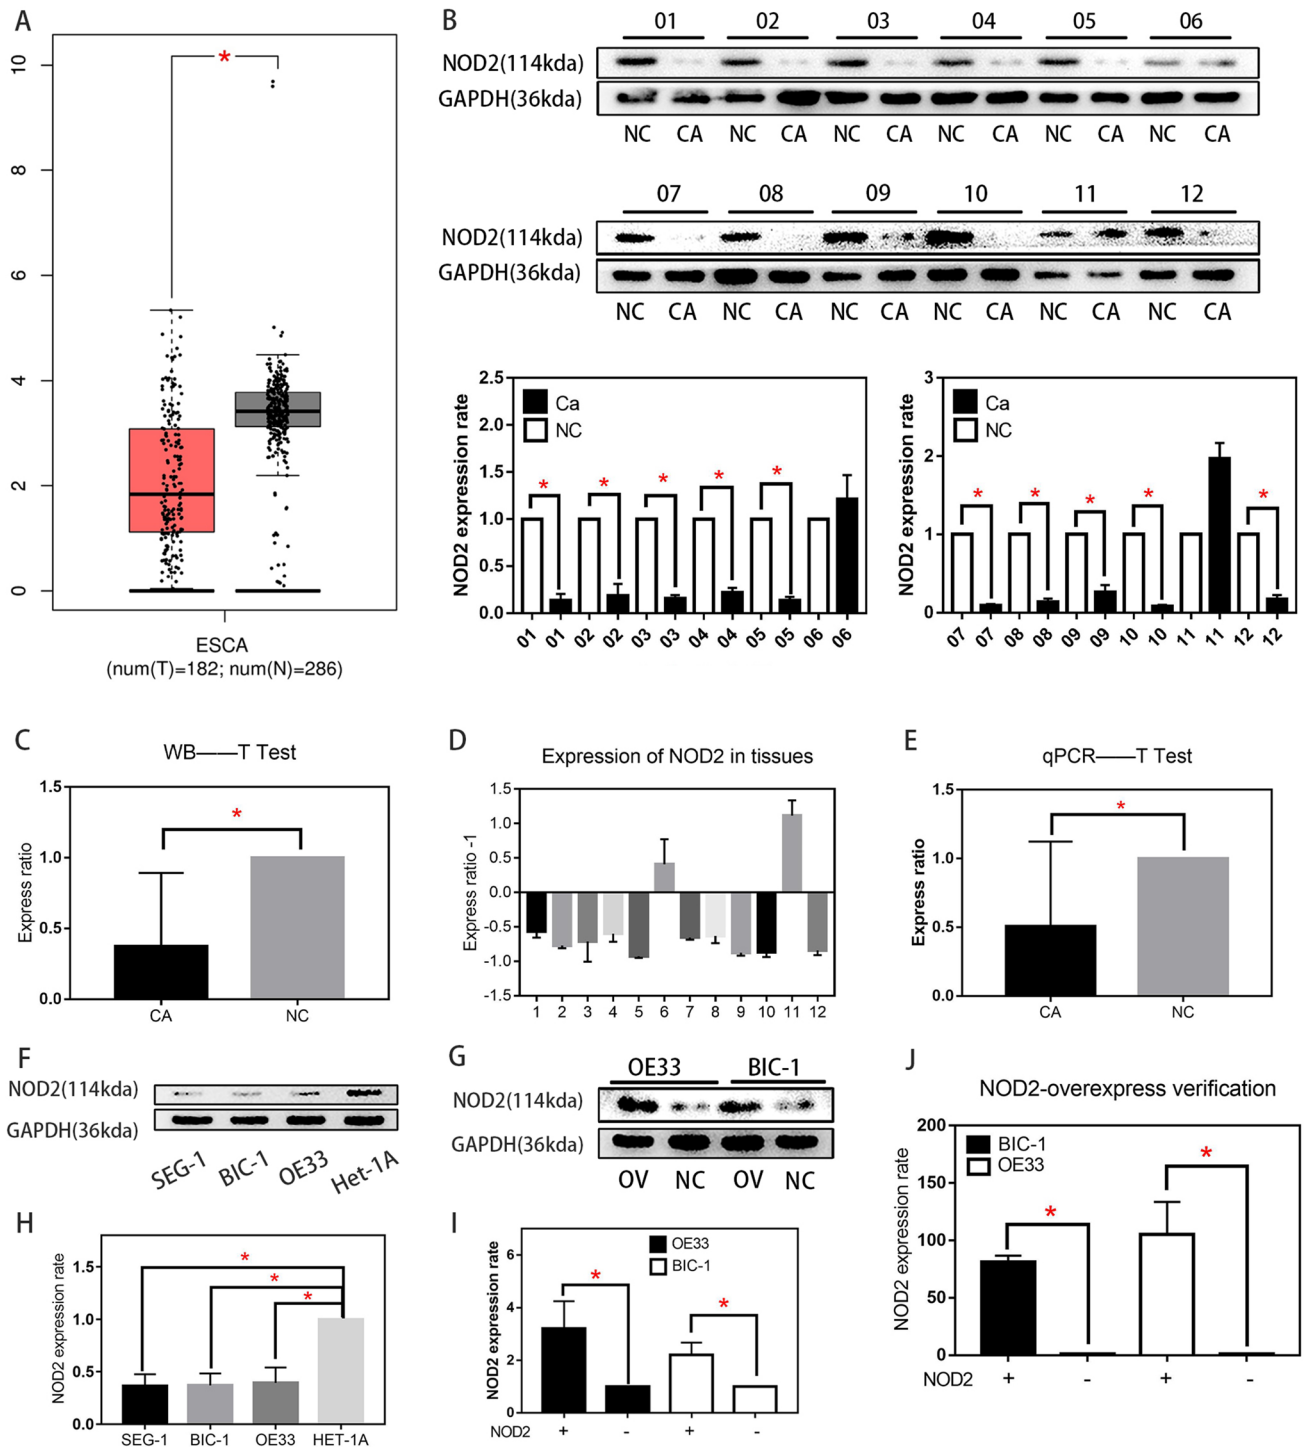 A
10
8
6
4
2
0
*
ESCA
(num(T)=182; num(N)=286)
B
01 02 03 04 05 06
NOD2(114kda)
GAPDH(36kda)
NC CA NC CA NC CA NC CA NC CA NC CA
07 08 09 10 11 12
NOD2(114kda)
GAPDH(36kda)
NC CA NC CA NC CA NC CA NC CA NC CA
NOD2 expression rate
2.5
2.0
1.5
1.0
0.5
0.0
Ca
NC
* * * * *
01 01 02 02 03 03 04 04 05 05 06 06
NOD2 expression rate
3
2
1
0
Ca
NC
* * * * *
07 07 08 08 09 09 10 10 11 11 12 12
C
WB——T Test
Express ratio
1.5
1.0
0.5
0.0
*
CA NC
D
Expression of NOD2 in tissues
Express ratio -1
1.5
1.0
0.5
0.0
-0.5
-1.0
-1.5
1 2 3 4 5 6 7 8 9 10 11 12
E
qPCR——T Test
Express ratio
1.5
1.0
0.5
0.0
*
CA NC
F
NOD2(114kda)
GAPDH(36kda)
SEG-1 BIC-1 OE33 Het-1A
G
OE33 BIC-1
NOD2(114kda)
GAPDH(36kda)
OV NC OV NC
H
NOD2 expression rate
1.5
1.0
0.5
0.0
* * *
SEG-1 BIC-1 OE33 HET-1A
I
NOD2 expression rate
6
4
2
0
OE33
BIC-1
* *
NOD2 + - + -
J
NOD2-overexpress verification
NOD2 expression rate
200
150
100
50
0
BIC-1
OE33
* *
NOD2 + - + -